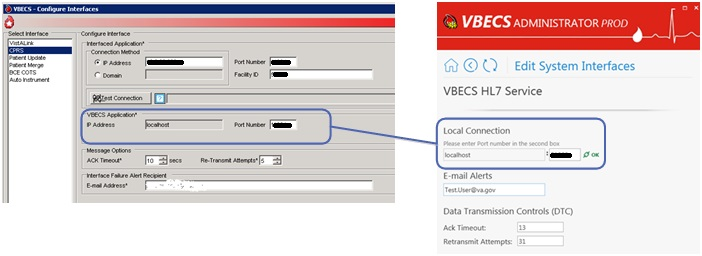 VBECS - Configure Interfaces
Select Interface
VistALink
CPRS
Patient Update
Patient Merge
BCE COTS
Auto Instrument
Configure Interface
Interfaced Application*
Connection Method
IP Address
Domain
Port Number
Facility ID
Test Connection
VBECS Application*
IP Address localhost Port Number
Message Options
ACK Timeout* 10 secs Re-Transmit Attempts* 5
Interface Failure Alert Recipient
E-mail Address*
VBECS ADMINISTRATOR PROD
Edit System Interfaces
VBECS HL7 Service
Local Connection
Please enter Port number in the second box
localhost : OK
E-mail Alerts
Test.User@va.gov
Data Transmission Controls (DTC)
Ack Timeout: 13
Retransmit Attempts: 31